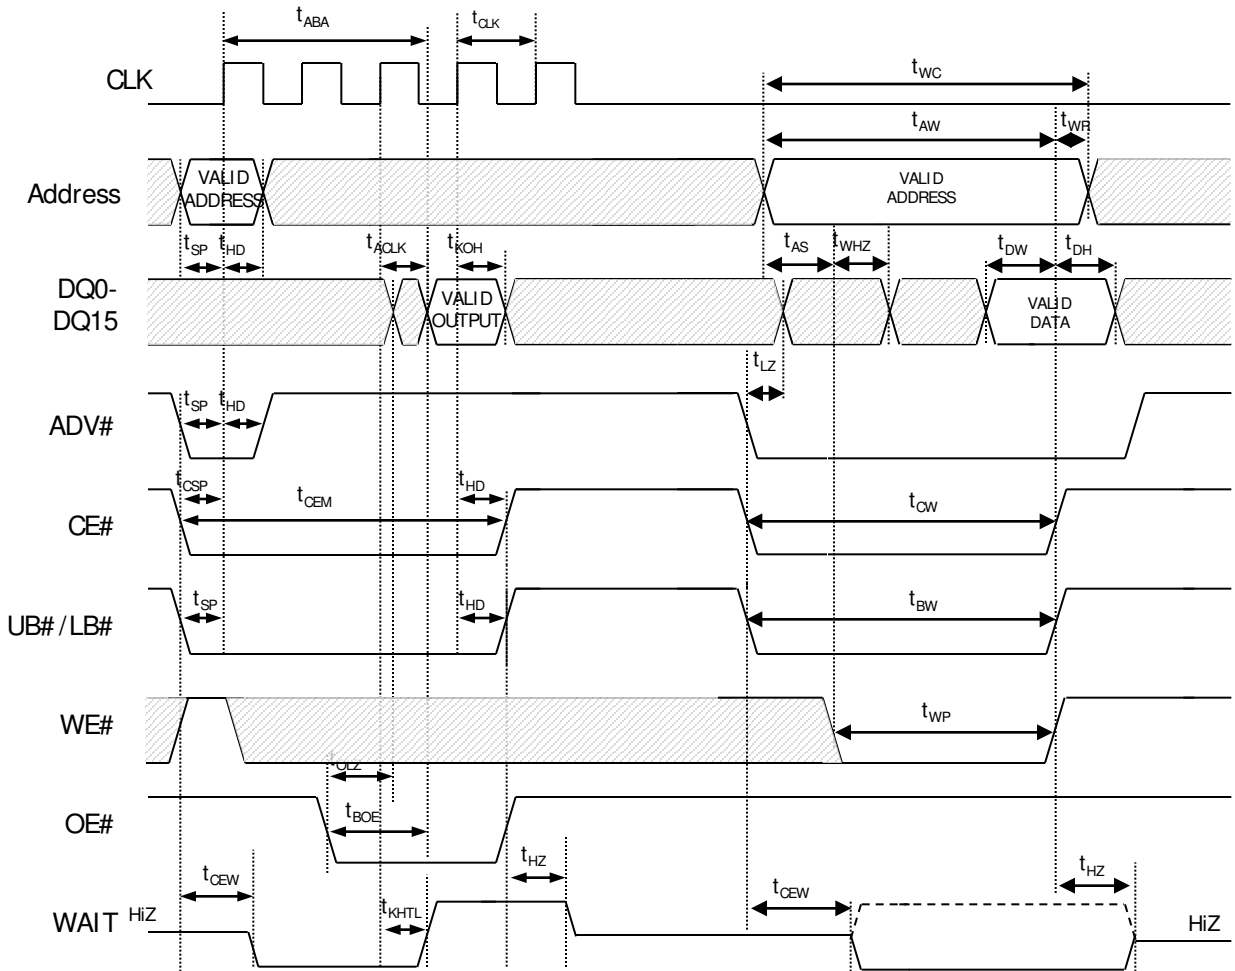 tABA
tCLK
CLK
tWC
tAW
tWR
Address
VALID
ADDRESS
VALID
ADDRESS
tSP
tHD
tACLK
tKOH
tAS
tWHZ
tDW
tDH
DQ0-
DQ15
VALID
OUTPUT
VALID
DATA
tLZ
ADV#
tSP
tHD
tCSP
tCEM
tHD
tCW
CE#
tSP
tHD
tBW
UB# / LB#
WE#
tWP
tOLZ
OE#
tBOE
tHZ
tHZ
tCEW
tCEW
WAIT
HiZ
tKHTL
HiZ